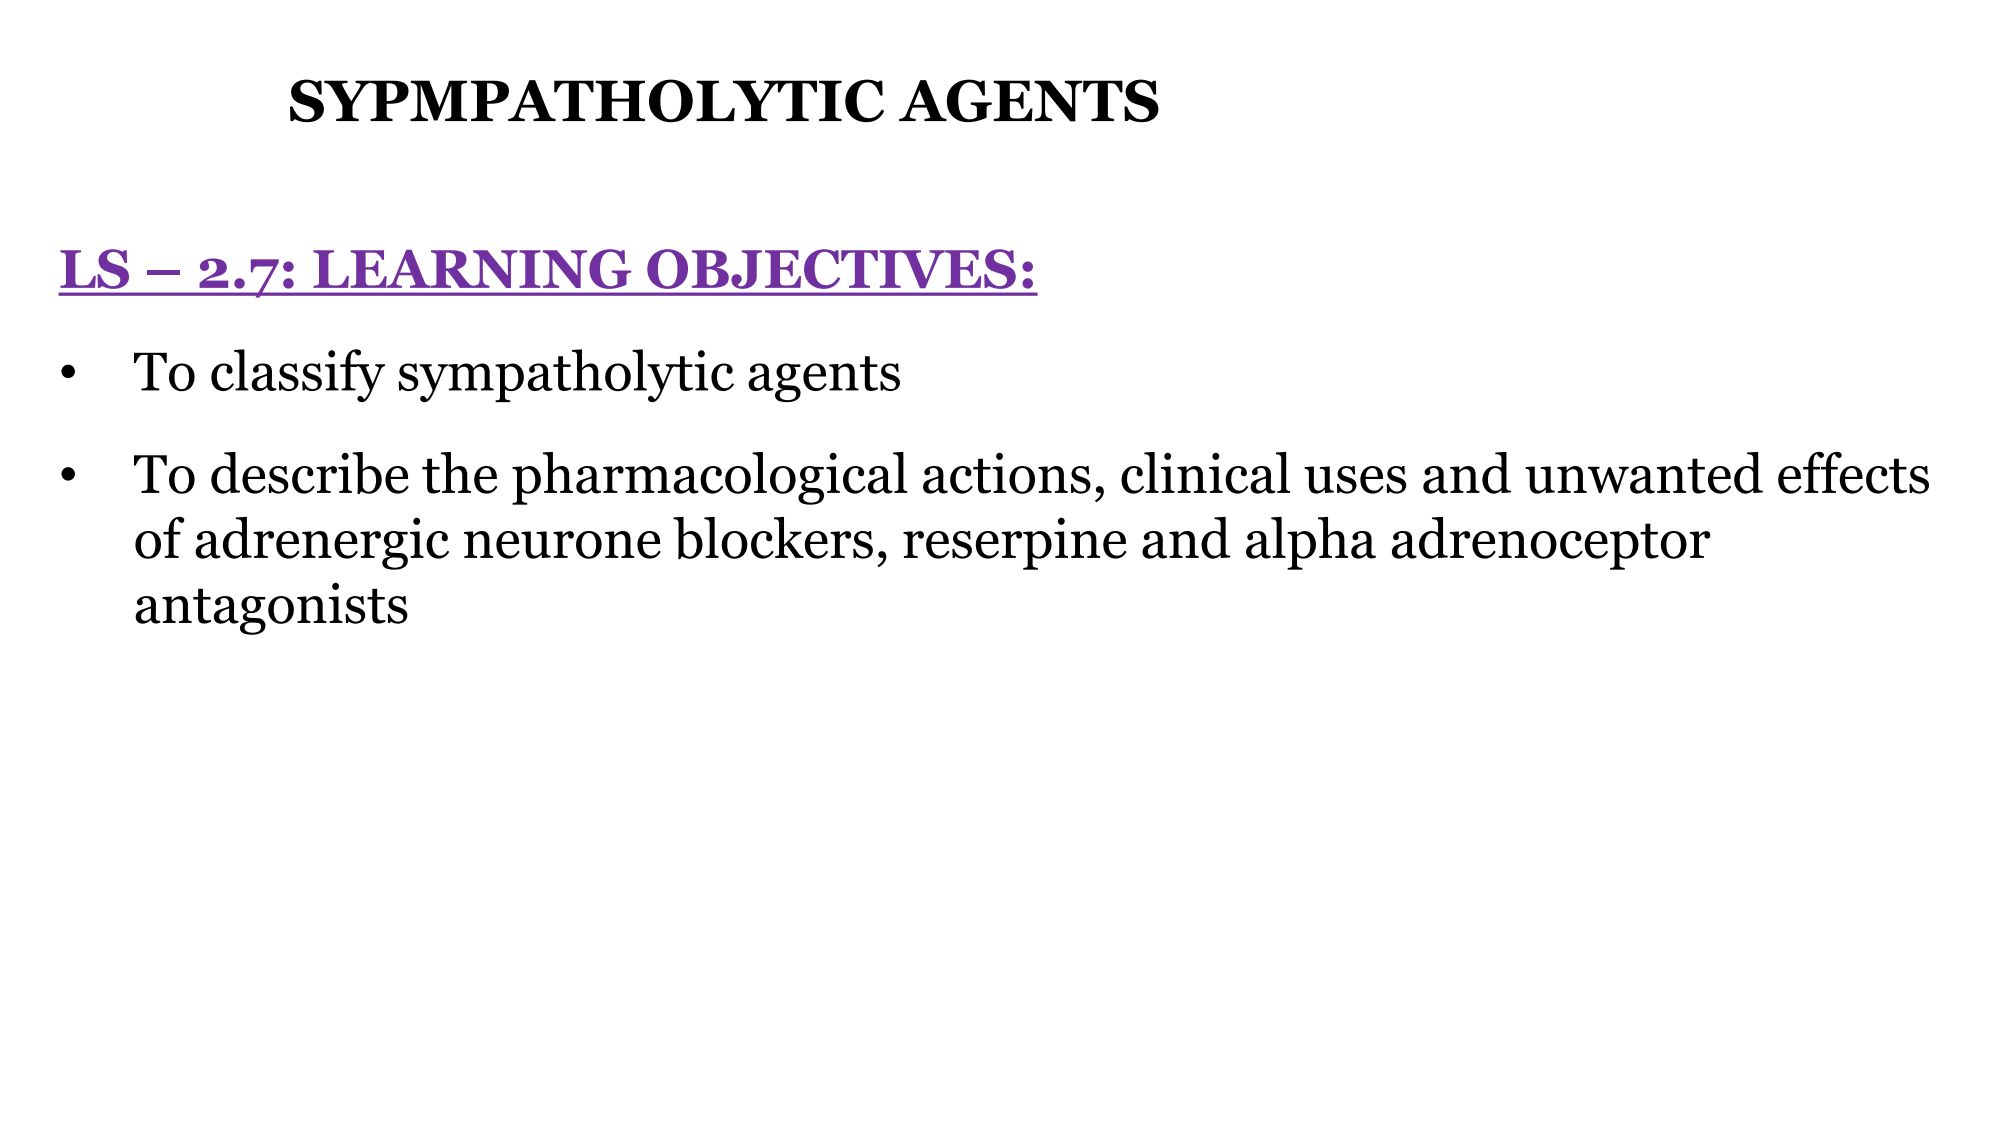 SYPMPATHOLYTIC AGENTS
LS – 2.7: LEARNING OBJECTIVES:
• To classify sympatholytic agents
• To describe the pharmacological actions, clinical uses and unwanted effects
of adrenergic neurone blockers, reserpine and alpha adrenoceptor
antagonists